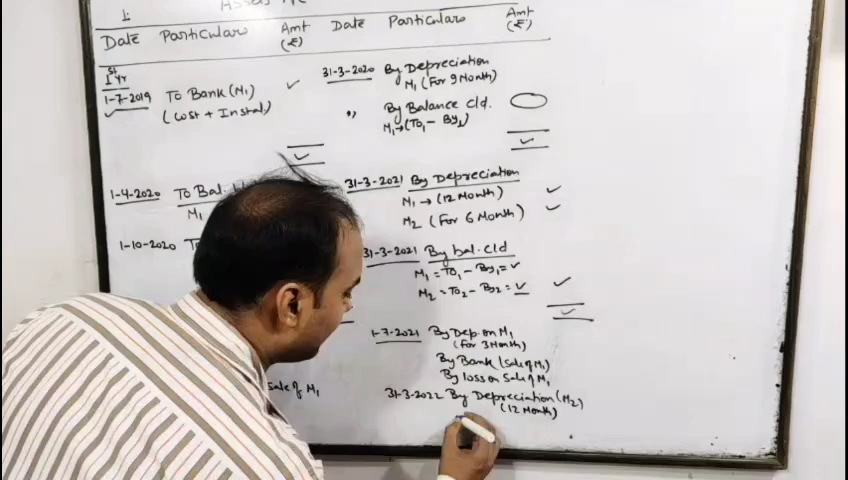 1.
Assets A/c
Date Particulars Amt (₹) Date Particulars Amt (₹)
1st Yr
1-7-2019 To Bank (M1)
(Cost + Instal)
31-3-2020 By Depreciation
M1 (For 9 Month)
" By Balance c/d.
M1→(To1 - By1)
1-4-2020 To Bal.
M1
1-10-2020 To
31-3-2021 By Depreciation
M1 → (12 Month)
M2 (For 6 Month)
31-3-2021 By bal. c/d
M1 = To1 - By1 =
M2 = To2 - By2 =
1-7-2021 By Dep. on M1
(For 3 Month)
By Bank (Sale of M1)
By loss on Sale of M1
31-3-2022 By Depreciation (M2)
(12 Month)
Sale of M1